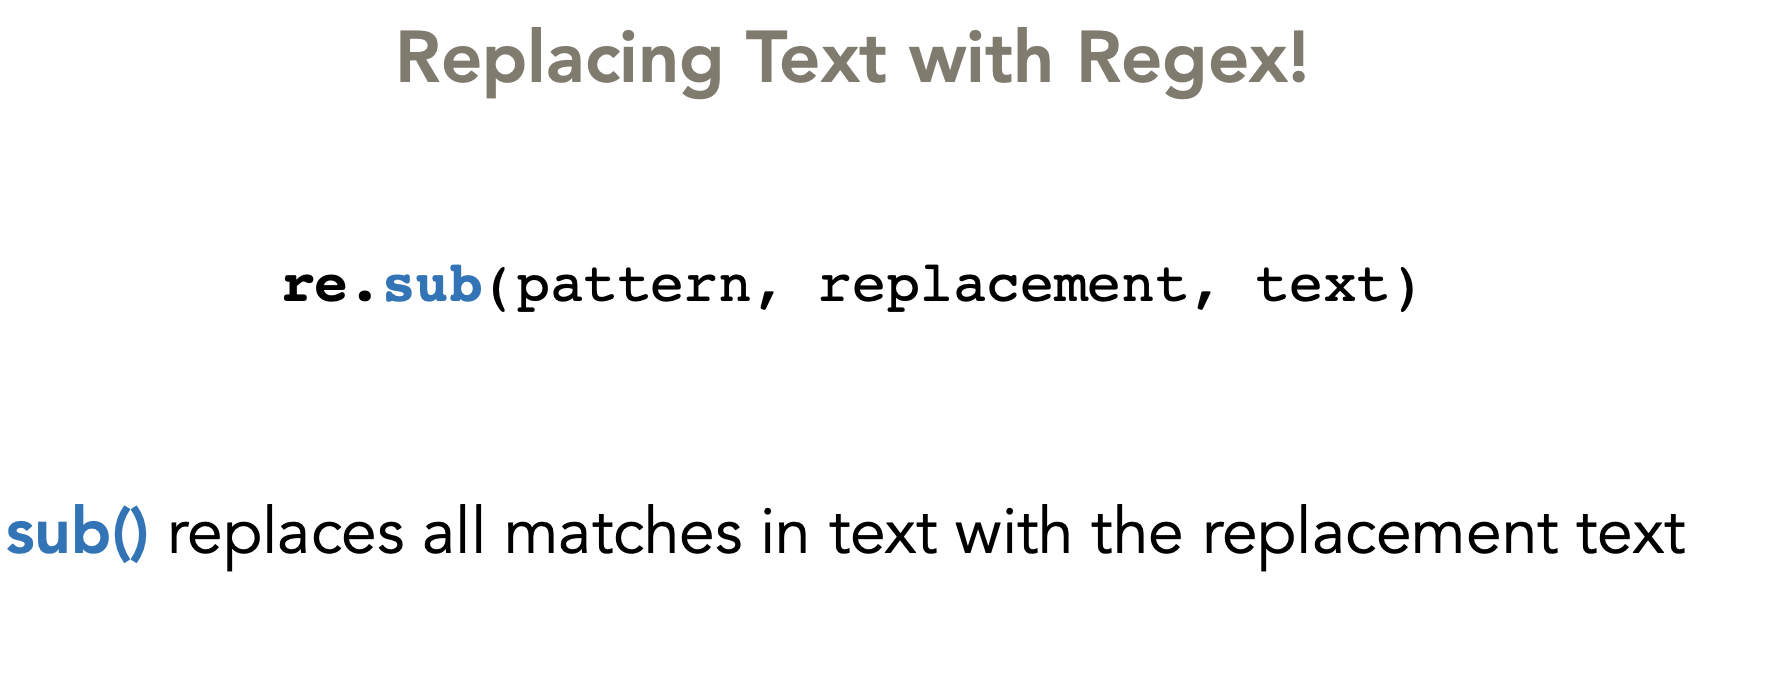 Replacing Text with Regex!
re.sub(pattern, replacement, text)
sub() replaces all matches in text with the replacement text